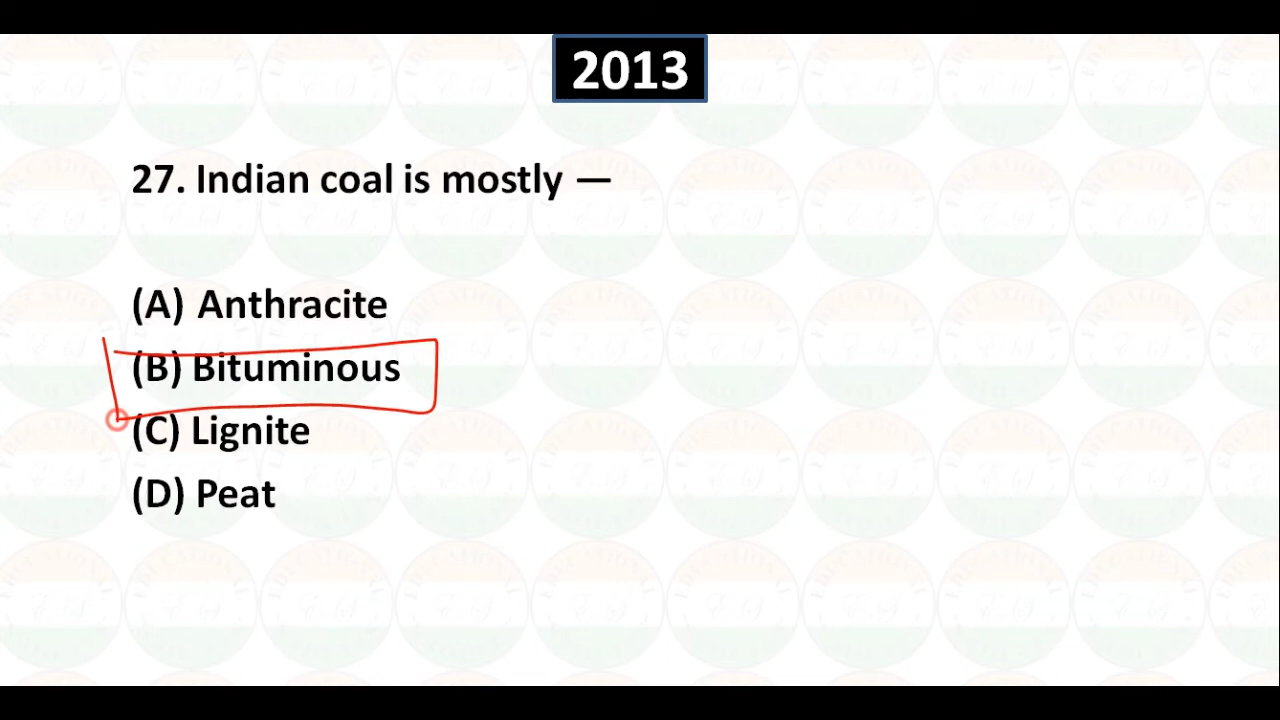 2013
27. Indian coal is mostly —
(A) Anthracite
(B) Bituminous
(C) Lignite
(D) Peat